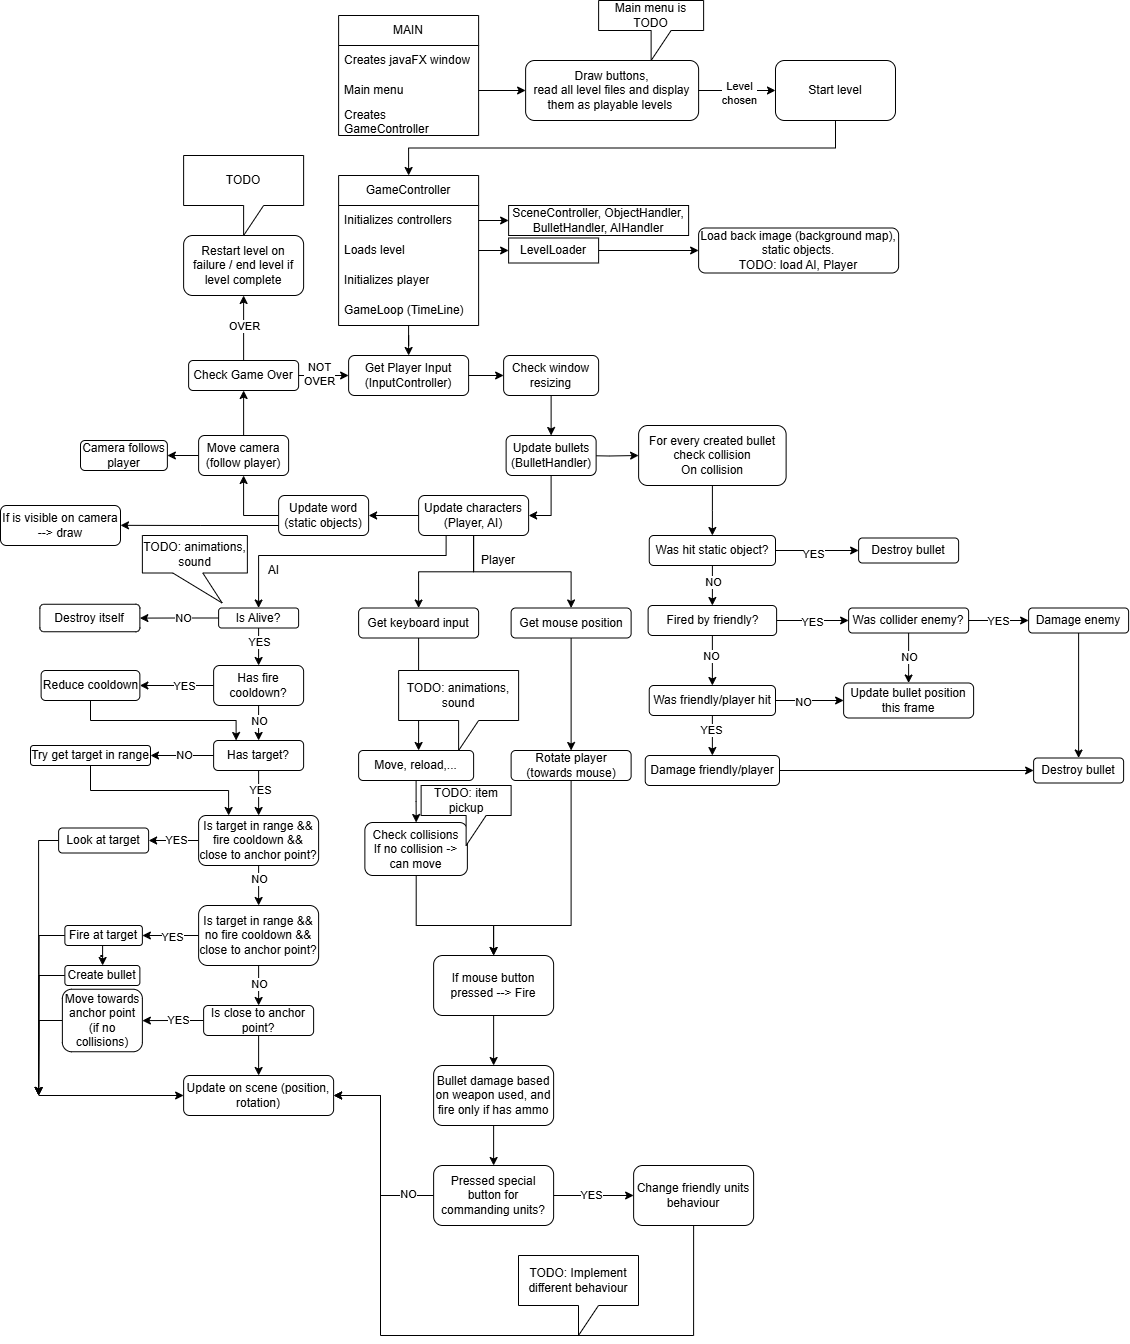 Main menu is
TODO
MAIN
Creates javaFX window
Main menu
Creates
GameController
Draw buttons,
read all level files and display
them as playable levels
Level
chosen
Start level
TODO
Restart level on
failure / end level if
level complete
OVER
GameController
Initializes controllers
Loads level
Initializes player
GameLoop (TimeLine)
SceneController, ObjectHandler,
BulletHandler, AIHandler
LevelLoader
Load back image (background map),
static objects.
TODO: load AI, Player
Check Game Over
NOT
OVER
Get Player Input
(InputController)
Check window
resizing
Camera follows
player
Move camera
(follow player)
Update bullets
(BulletHandler)
For every created bullet
check collision
On collision
If is visible on camera
--> draw
Update word
(static objects)
Update characters
(Player, AI)
TODO: animations,
sound
AI
Player
Was hit static object?
YES
Destroy bullet
NO
Destroy itself
NO
Is Alive?
YES
Get keyboard input
Get mouse position
Fired by friendly?
YES
Was collider enemy?
YES
Damage enemy
NO
NO
Reduce cooldown
YES
Has fire
cooldown?
NO
TODO: animations,
sound
Was friendly/player hit
NO
Update bullet position
this frame
YES
Try get target in range
NO
Has target?
YES
Move, reload,...
Rotate player
(towards mouse)
Damage friendly/player
Destroy bullet
TODO: item
pickup
Look at target
YES
Is target in range &&
fire cooldown &&
close to anchor point?
NO
Check collisions
If no collision ->
can move
Fire at target
YES
Is target in range &&
no fire cooldown &&
close to anchor point?
NO
Create bullet
Move towards
anchor point
(if no
collisions)
YES
Is close to anchor
point?
If mouse button
pressed --> Fire
Update on scene (position,
rotation)
Bullet damage based
on weapon used, and
fire only if has ammo
NO
Pressed special
button for
commanding units?
YES
Change friendly units
behaviour
TODO: Implement
different behaviour